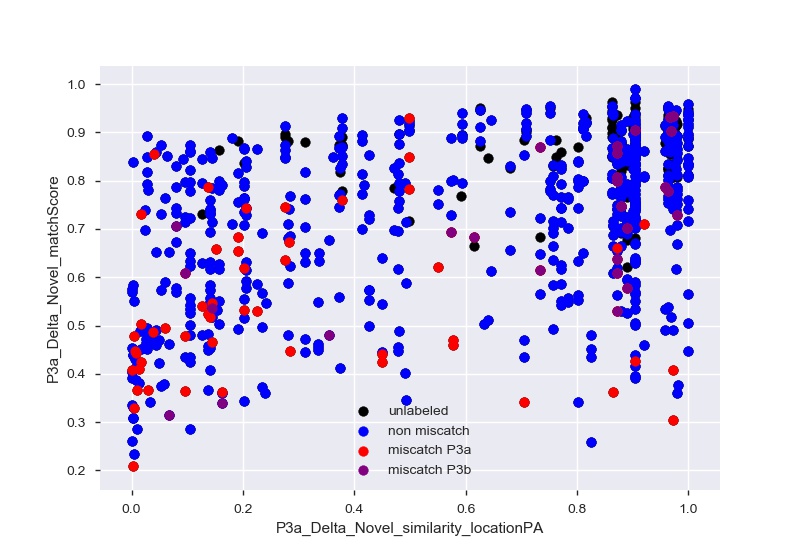 1.0
0.9
0.8
0.7
0.6
0.5
0.4
0.3
0.2
P3a_Delta_Novel_matchScore
unlabeled
non miscatch
miscatch P3a
miscatch P3b
0.0 0.2 0.4 0.6 0.8 1.0
P3a_Delta_Novel_similarity_locationPA